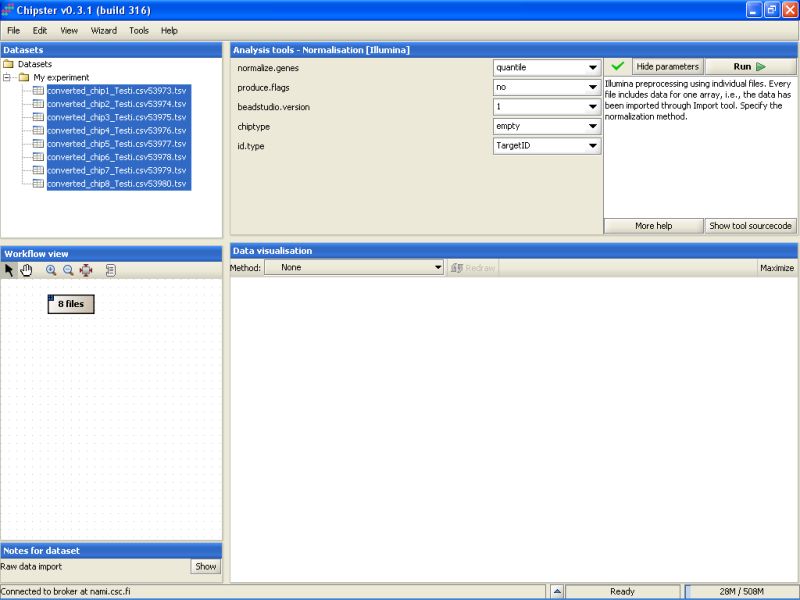 Chipster v0.3.1 (build 316)
File Edit View Wizard Tools Help
Datasets
Datasets
My experiment
converted_chip1_Testi.csv53973.tsv
converted_chip2_Testi.csv53974.tsv
converted_chip3_Testi.csv53975.tsv
converted_chip4_Testi.csv53976.tsv
converted_chip5_Testi.csv53977.tsv
converted_chip6_Testi.csv53978.tsv
converted_chip7_Testi.csv53979.tsv
converted_chip8_Testi.csv53980.tsv
Analysis tools - Normalisation [Illumina]
normalize.genes quantile
produce.flags no
beadstudio.version 1
chiptype empty
id.type TargetID
Hide parameters Run
Illumina preprocessing using individual files. Every
file includes data for one array, i.e., the data has
been imported through Import tool. Specify the
normalization method.
More help Show tool sourcecode
Workflow view
8 files
Data visualisation
Method: None Redraw Maximize
Notes for dataset
Raw data import Show
Connected to broker at nami.csc.fi Ready 28M / 508M